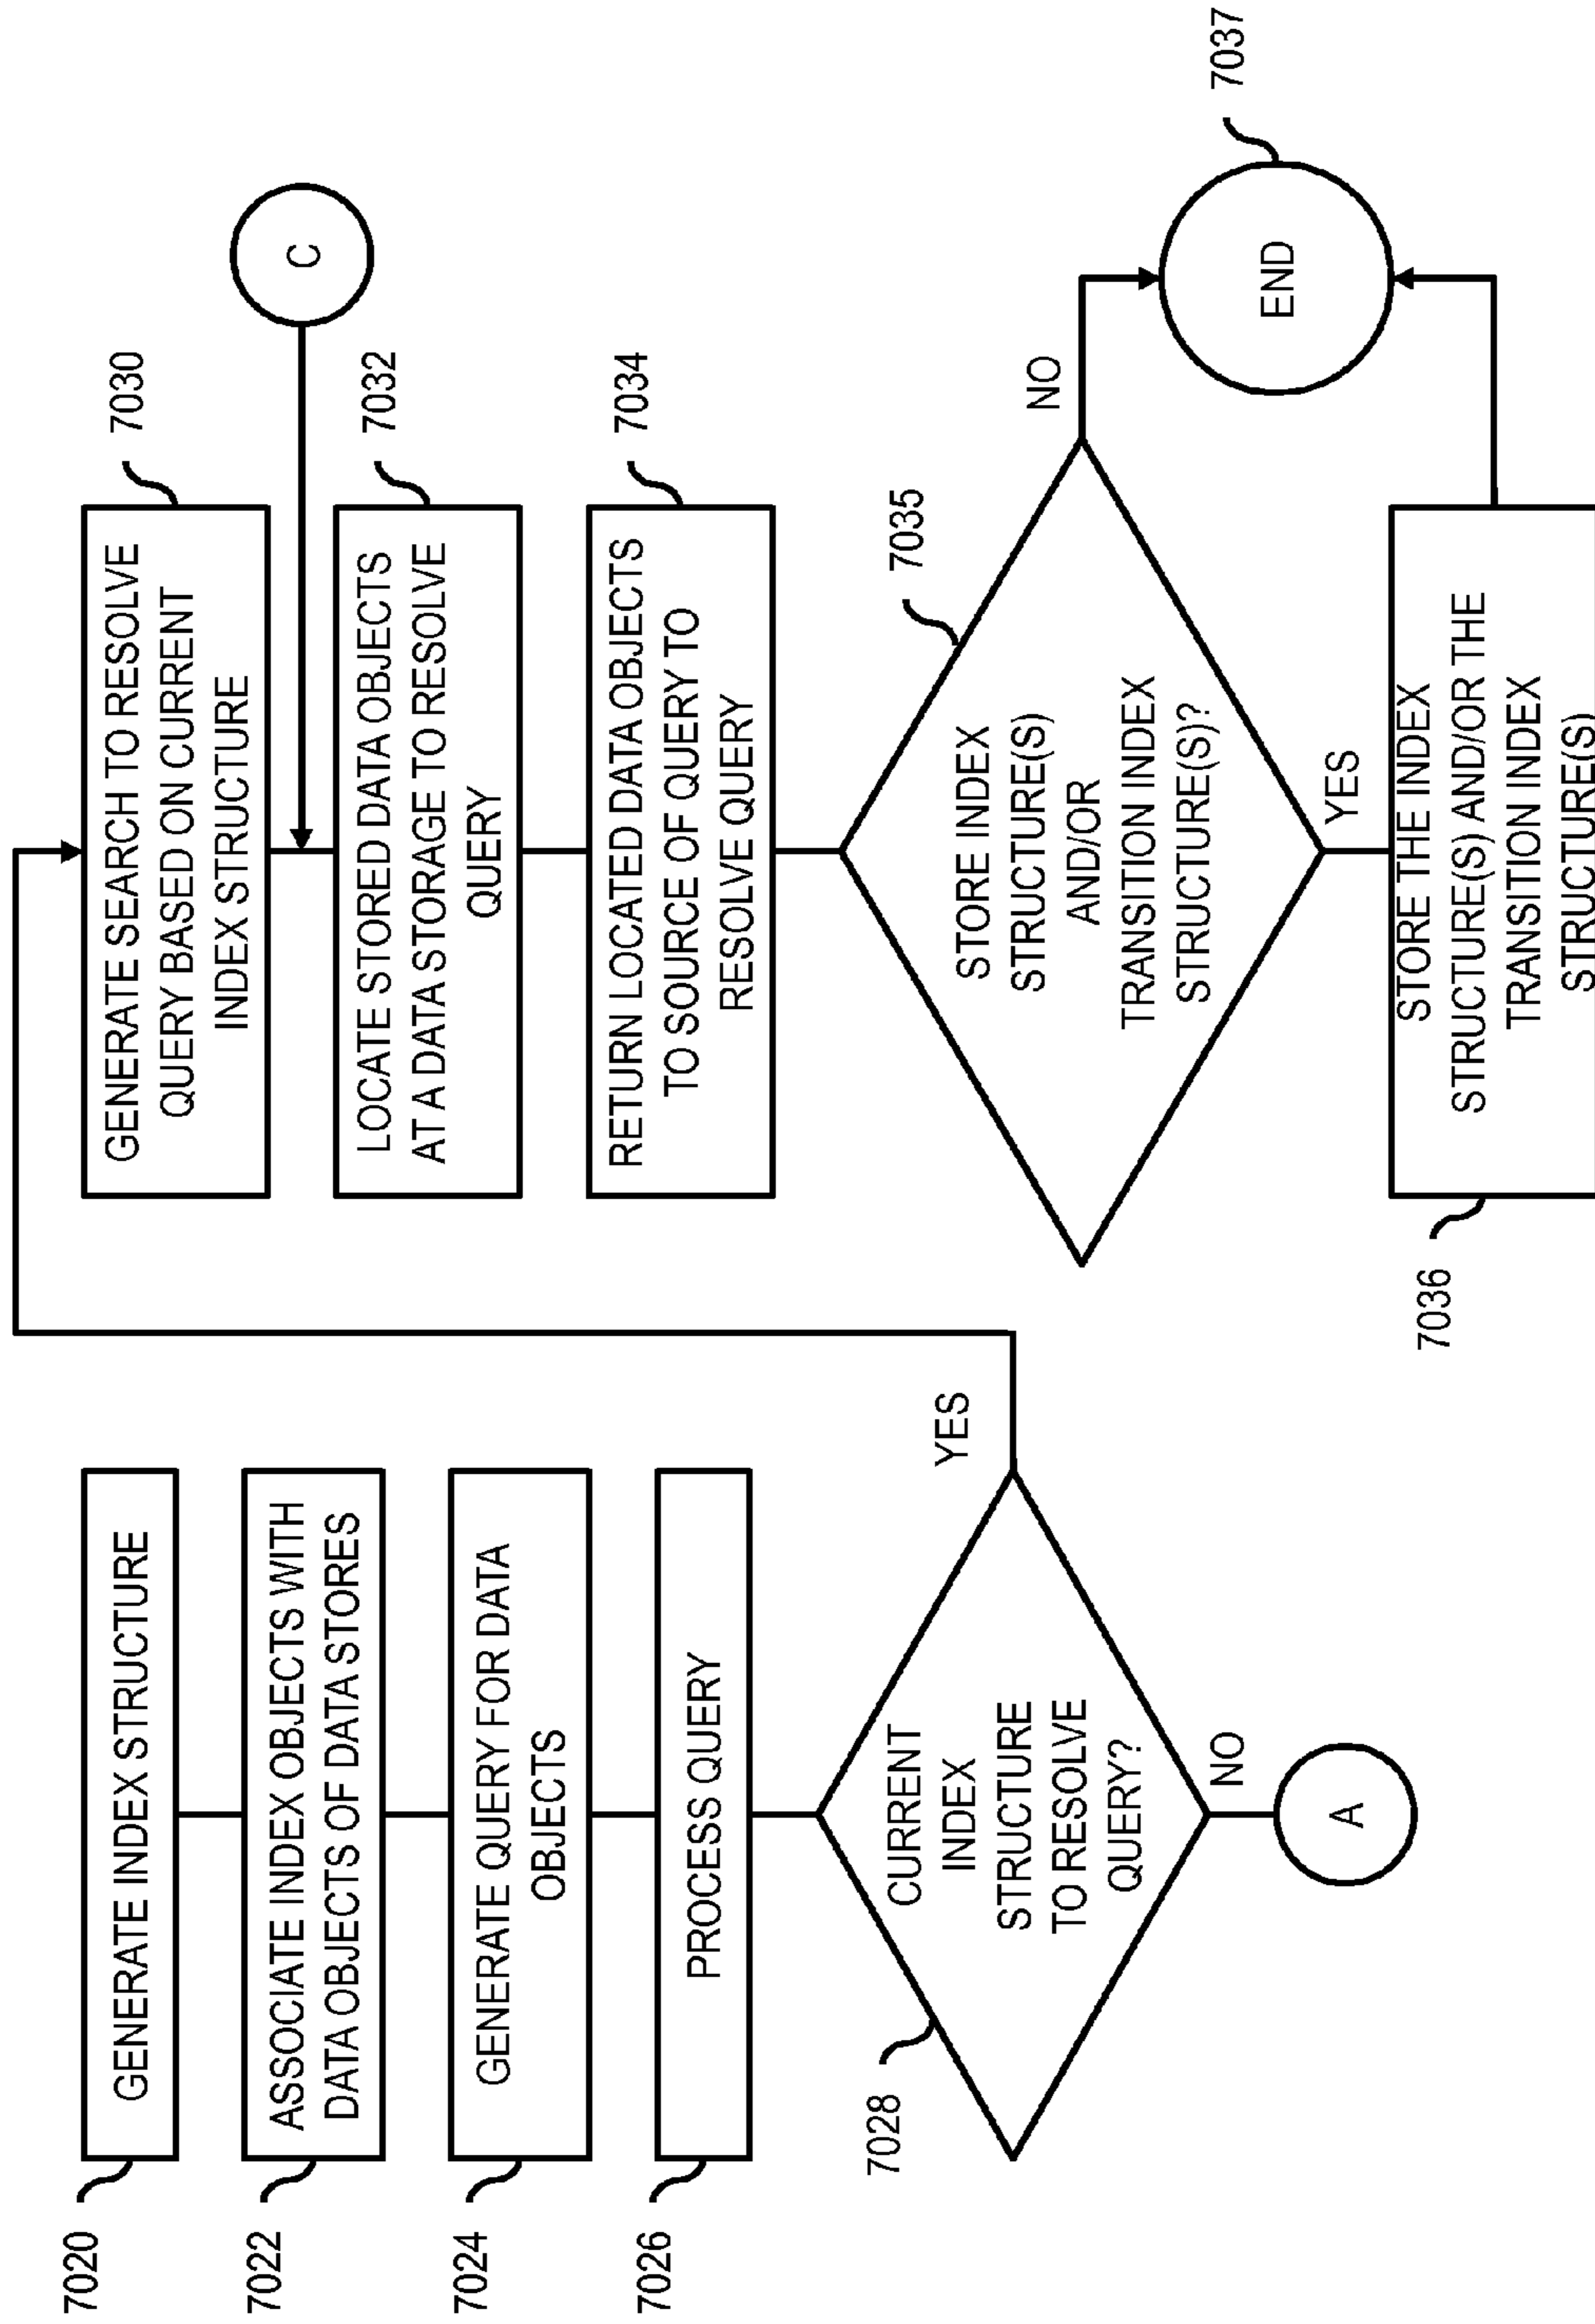 7020
GENERATE INDEX STRUCTURE
7022
ASSOCIATE INDEX OBJECTS WITH
DATA OBJECTS OF DATA STORES
7024
GENERATE QUERY FOR DATA
OBJECTS
7026
PROCESS QUERY
7028
CURRENT
INDEX
STRUCTURE
TO RESOLVE
QUERY?
YES
NO
A
7030
GENERATE SEARCH TO RESOLVE
QUERY BASED ON CURRENT
INDEX STRUCTURE
C
7032
LOCATE STORED DATA OBJECTS
AT A DATA STORAGE TO RESOLVE
QUERY
7034
RETURN LOCATED DATA OBJECTS
TO SOURCE OF QUERY TO
RESOLVE QUERY
7035
STORE INDEX
STRUCTURE(S)
AND/OR
TRANSITION INDEX
STRUCTURE(S)?
NO
YES
7036
STORE THE INDEX
STRUCTURE(S) AND/OR THE
TRANSITION INDEX
STRUCTURE(S)
END
7037